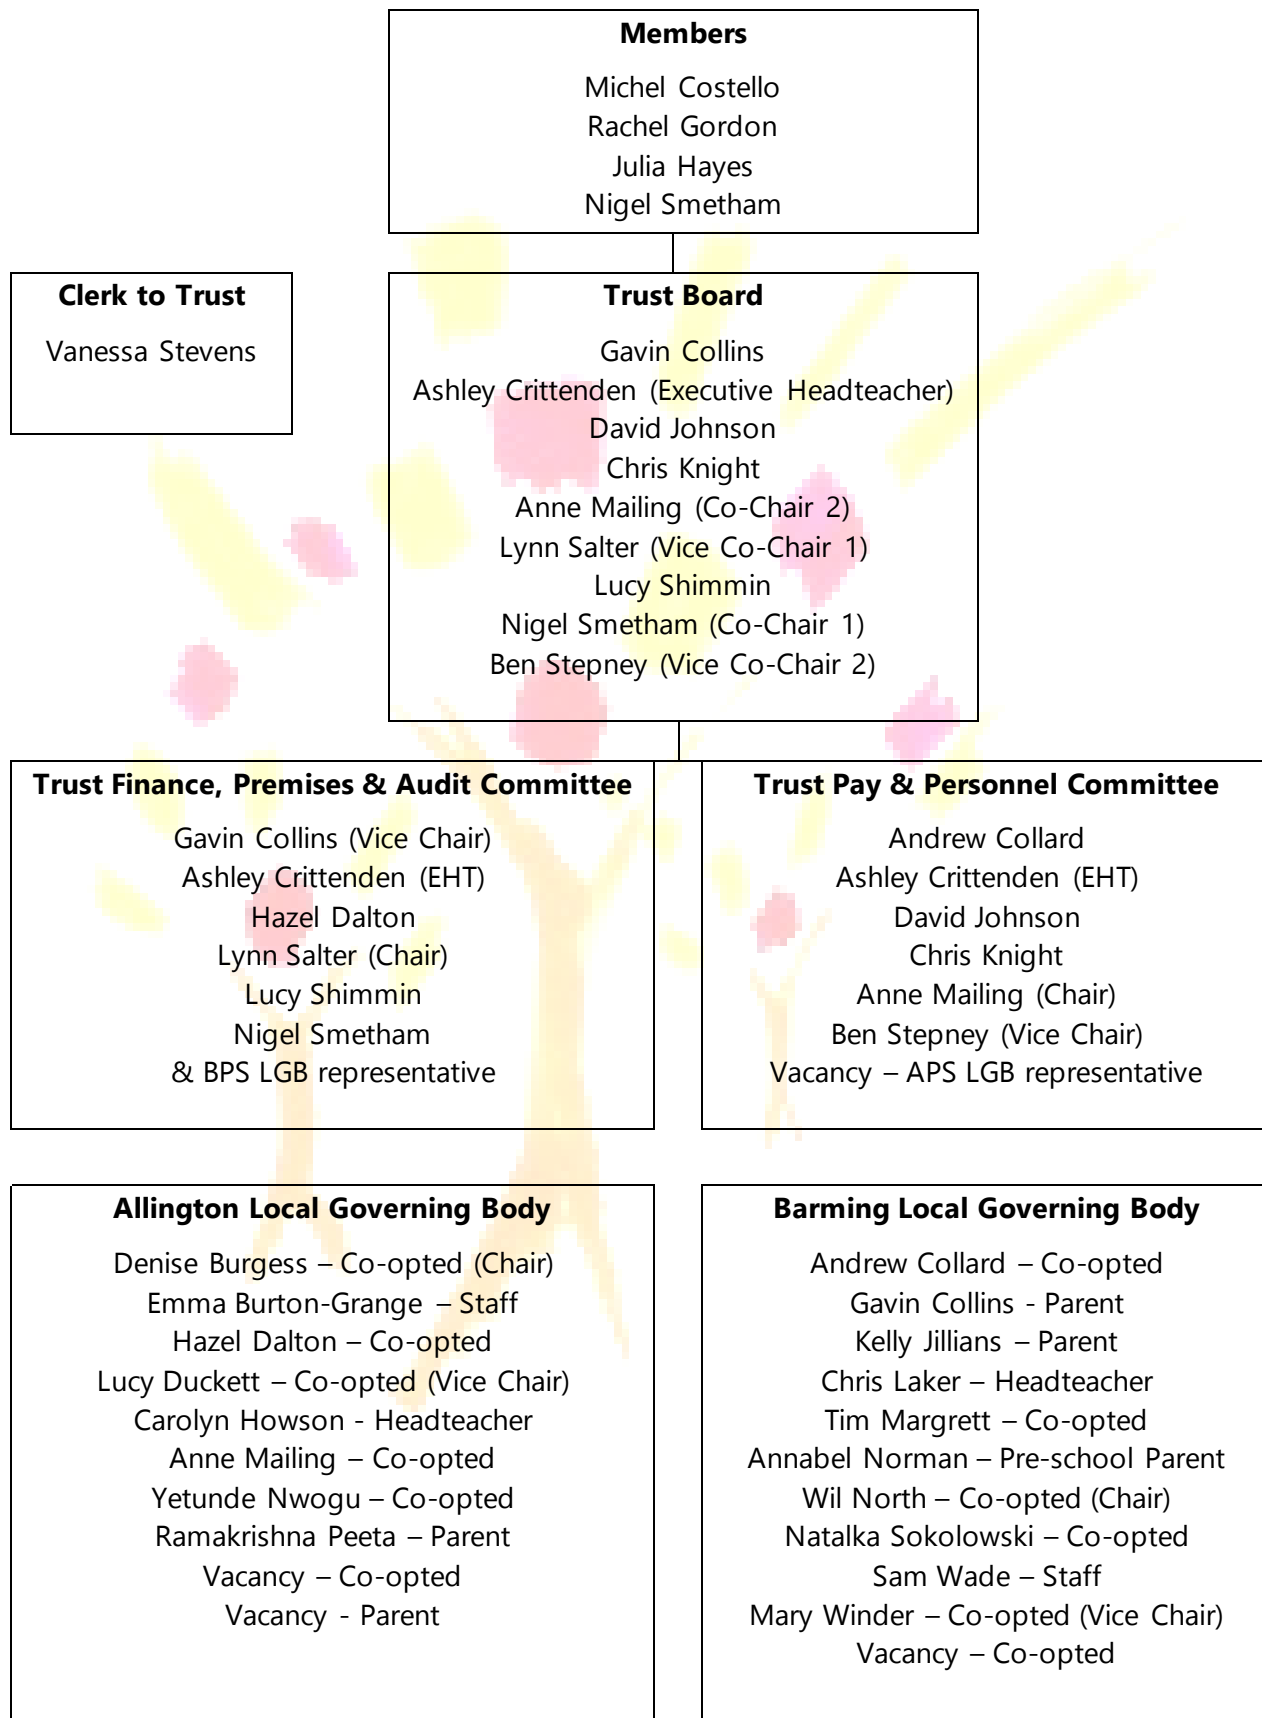 Members
Michel Costello
Rachel Gordon
Julia Hayes
Nigel Smetham
Clerk to Trust
Vanessa Stevens
Trust Board
Gavin Collins
Ashley Crittenden (Executive Headteacher)
David Johnson
Chris Knight
Anne Mailing (Co-Chair 2)
Lynn Salter (Vice Co-Chair 1)
Lucy Shimmin
Nigel Smetham (Co-Chair 1)
Ben Stepney (Vice Co-Chair 2)
Trust Finance, Premises & Audit Committee
Gavin Collins (Vice Chair)
Ashley Crittenden (EHT)
Hazel Dalton
Lynn Salter (Chair)
Lucy Shimmin
Nigel Smetham
& BPS LGB representative
Trust Pay & Personnel Committee
Andrew Collard
Ashley Crittenden (EHT)
David Johnson
Chris Knight
Anne Mailing (Chair)
Ben Stepney (Vice Chair)
Vacancy – APS LGB representative
Allington Local Governing Body
Denise Burgess – Co-opted (Chair)
Emma Burton-Grange – Staff
Hazel Dalton – Co-opted
Lucy Duckett – Co-opted (Vice Chair)
Carolyn Howson - Headteacher
Anne Mailing – Co-opted
Yetunde Nwogu – Co-opted
Ramakrishna Peeta – Parent
Vacancy – Co-opted
Vacancy - Parent
Barming Local Governing Body
Andrew Collard – Co-opted
Gavin Collins - Parent
Kelly Jillians – Parent
Chris Laker – Headteacher
Tim Margrett – Co-opted
Annabel Norman – Pre-school Parent
Wil North – Co-opted (Chair)
Natalka Sokolowski – Co-opted
Sam Wade – Staff
Mary Winder – Co-opted (Vice Chair)
Vacancy – Co-opted